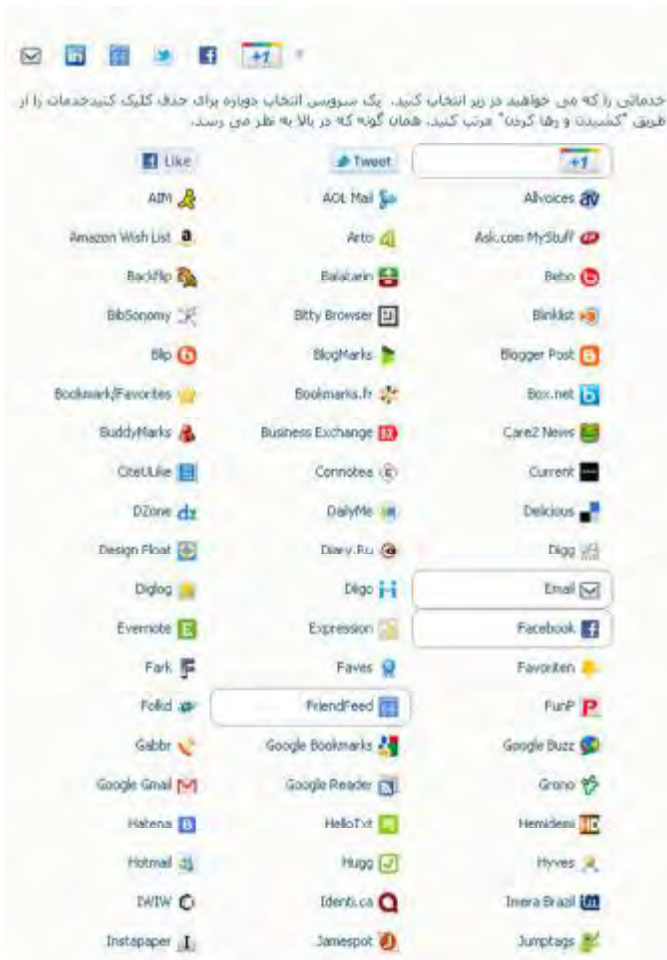 +1
خدماتی را که می خواهید در زیر انتخاب کنید. یک سرویس انتخاب دوباره برای حذف کلیک کنیدخدمات را از
طریق "کشیدن و رها کردن" مرتب کنید، همان گونه که در بالا به نظر می رسد.
+1 Tweet Like
Allvoices AOL Mail AIM
Ask.com MyStuff Arto Amazon Wish List
Bebo Balatarin Backflip
Blinklist Bitty Browser BibSonomy
Blogger Post BlogMarks Blip
Box.net Bookmarks.fr Bookmark/Favorites
Care2 News Business Exchange BuddyMarks
Current Connotea CiteULike
Delicious DailyMe DZone
Digg Diary.Ru Design Float
Email Diigo Diglog
Facebook Expression Evernote
Favoriten Faves Fark
FunP FriendFeed Folkd
Google Buzz Google Bookmarks Gabbr
Grono Google Reader Google Gmail
Hemidemi HelloTxt Hatena
Hyves Hugg Hotmail
Imera Brazil Identi.ca IWIW
Jumptags Jamespot Instapaper